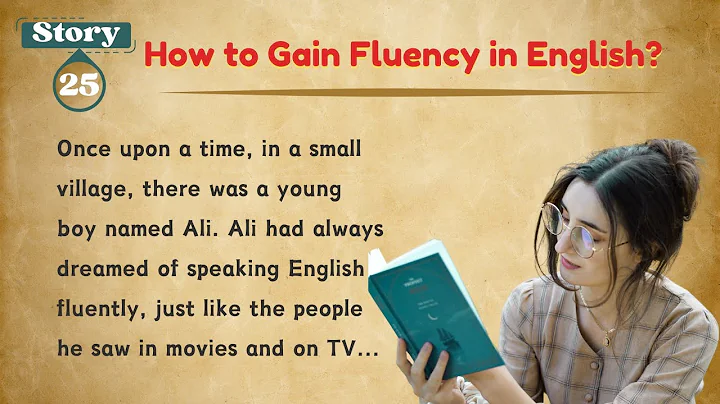 Story
25
How to Gain Fluency in English?
Once upon a time, in a small
village, there was a young
boy named Ali. Ali had always
dreamed of speaking English
fluently, just like the people
he saw in movies and on TV...
THE
PROPHET